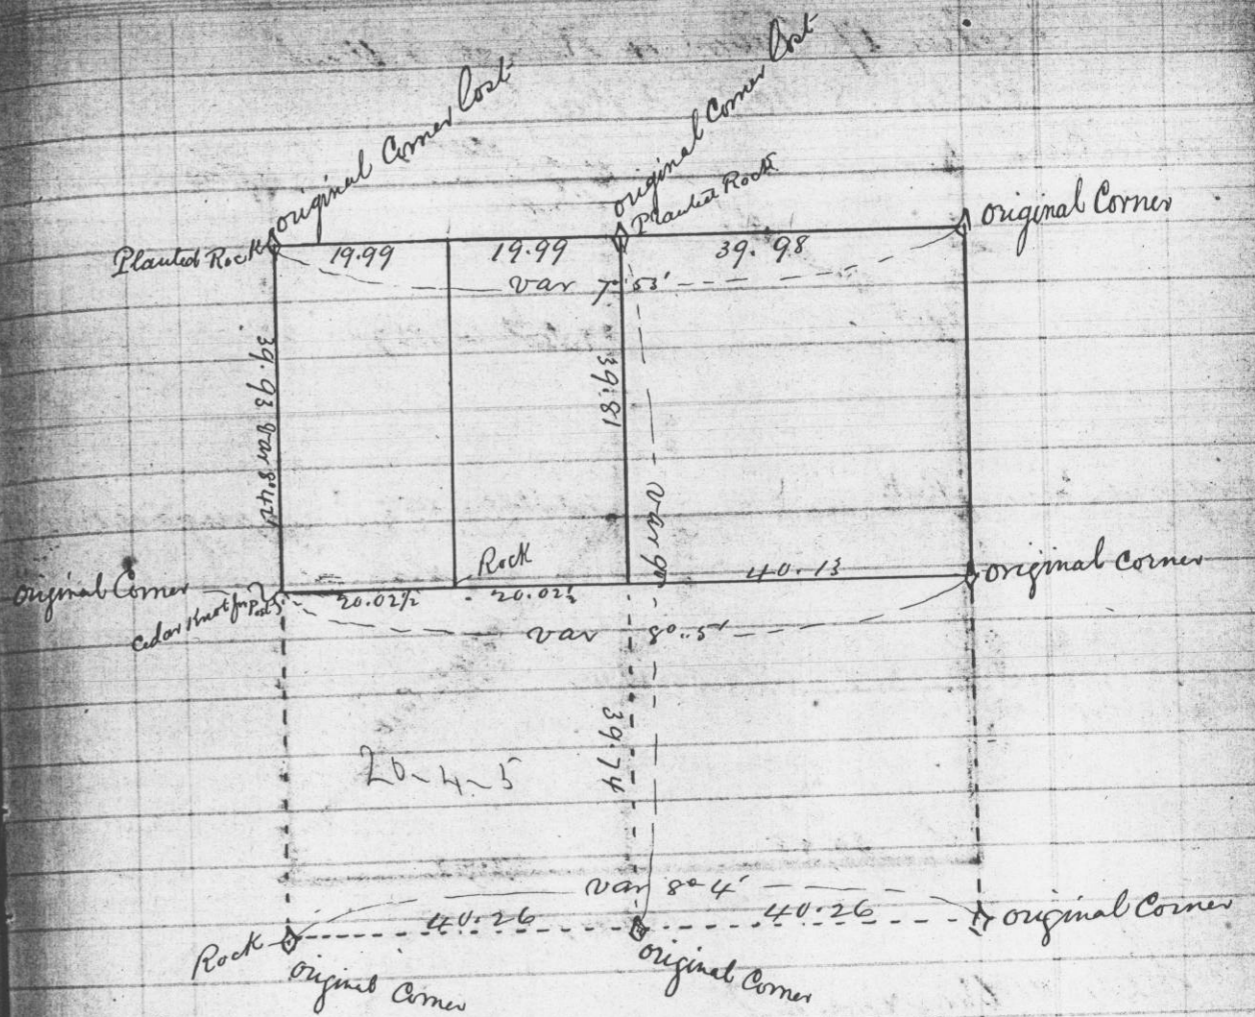 original Corner lost
original Corner lost
Planted Rock
original Corner
Planted Rock
19.99
19.99
39.98
var 7° 53'
39.93 var 8°
39.81
var 9°
Rock
40.13
original Corner
original Corner
20.02½
20.02½
Cedar
var 8° 5'
39.74
20-4-5
var 8° 4'
40.26
40.26
original Corner
Rock
original Corner
original Corner